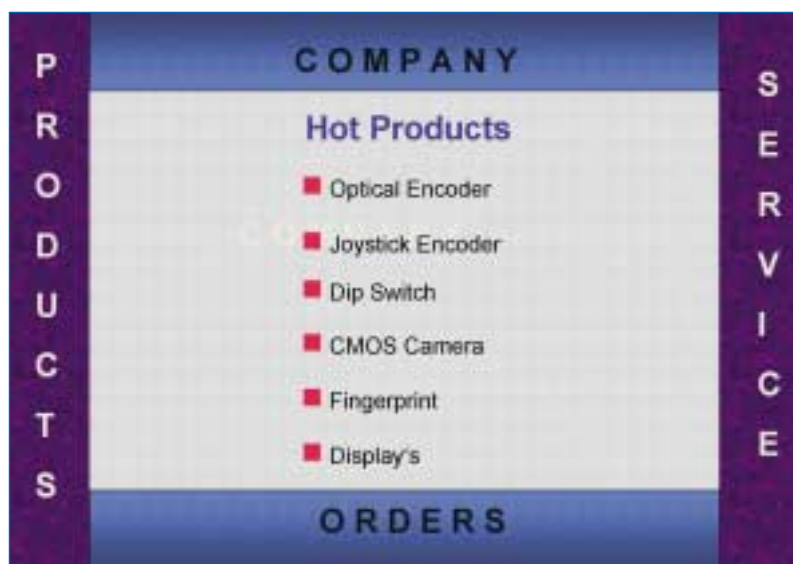 COMPANY
PRODUCTS
Hot Products
Optical Encoder
Joystick Encoder
Dip Switch
CMOS Camera
Fingerprint
Display's
SERVICE
ORDERS